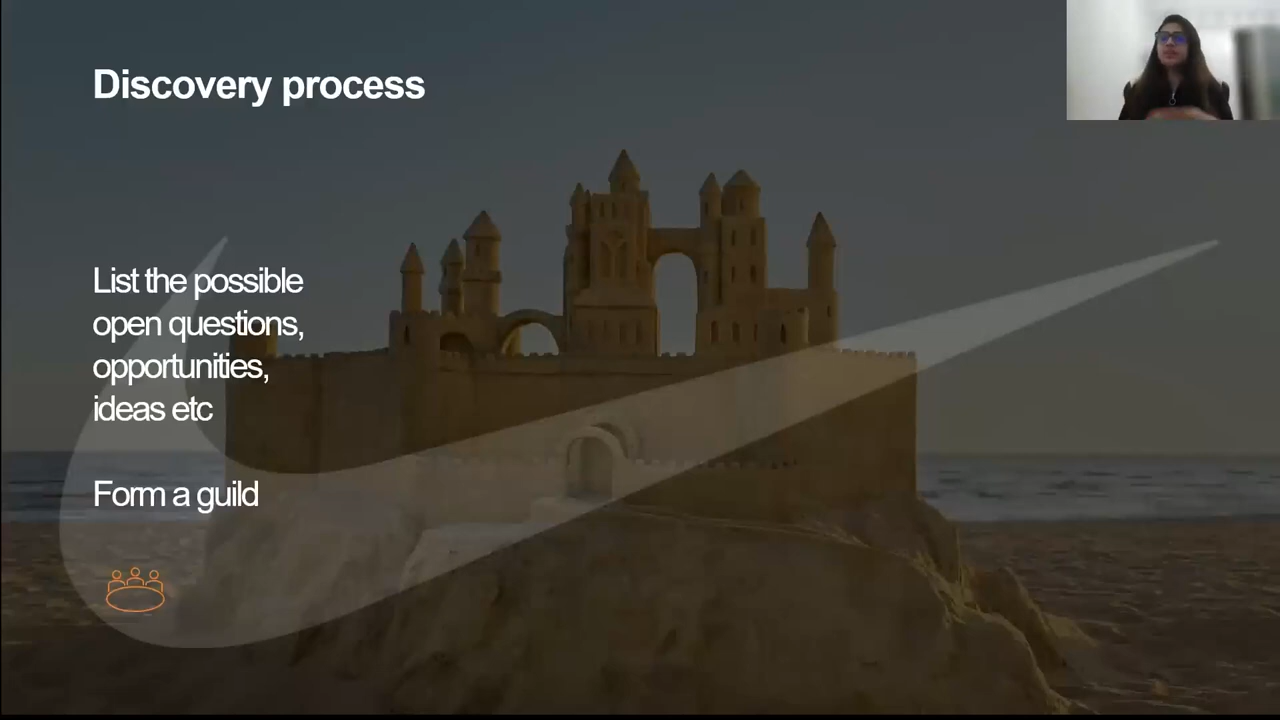 Discovery process
List the possible
open questions,
opportunities,
ideas etc
Form a guild